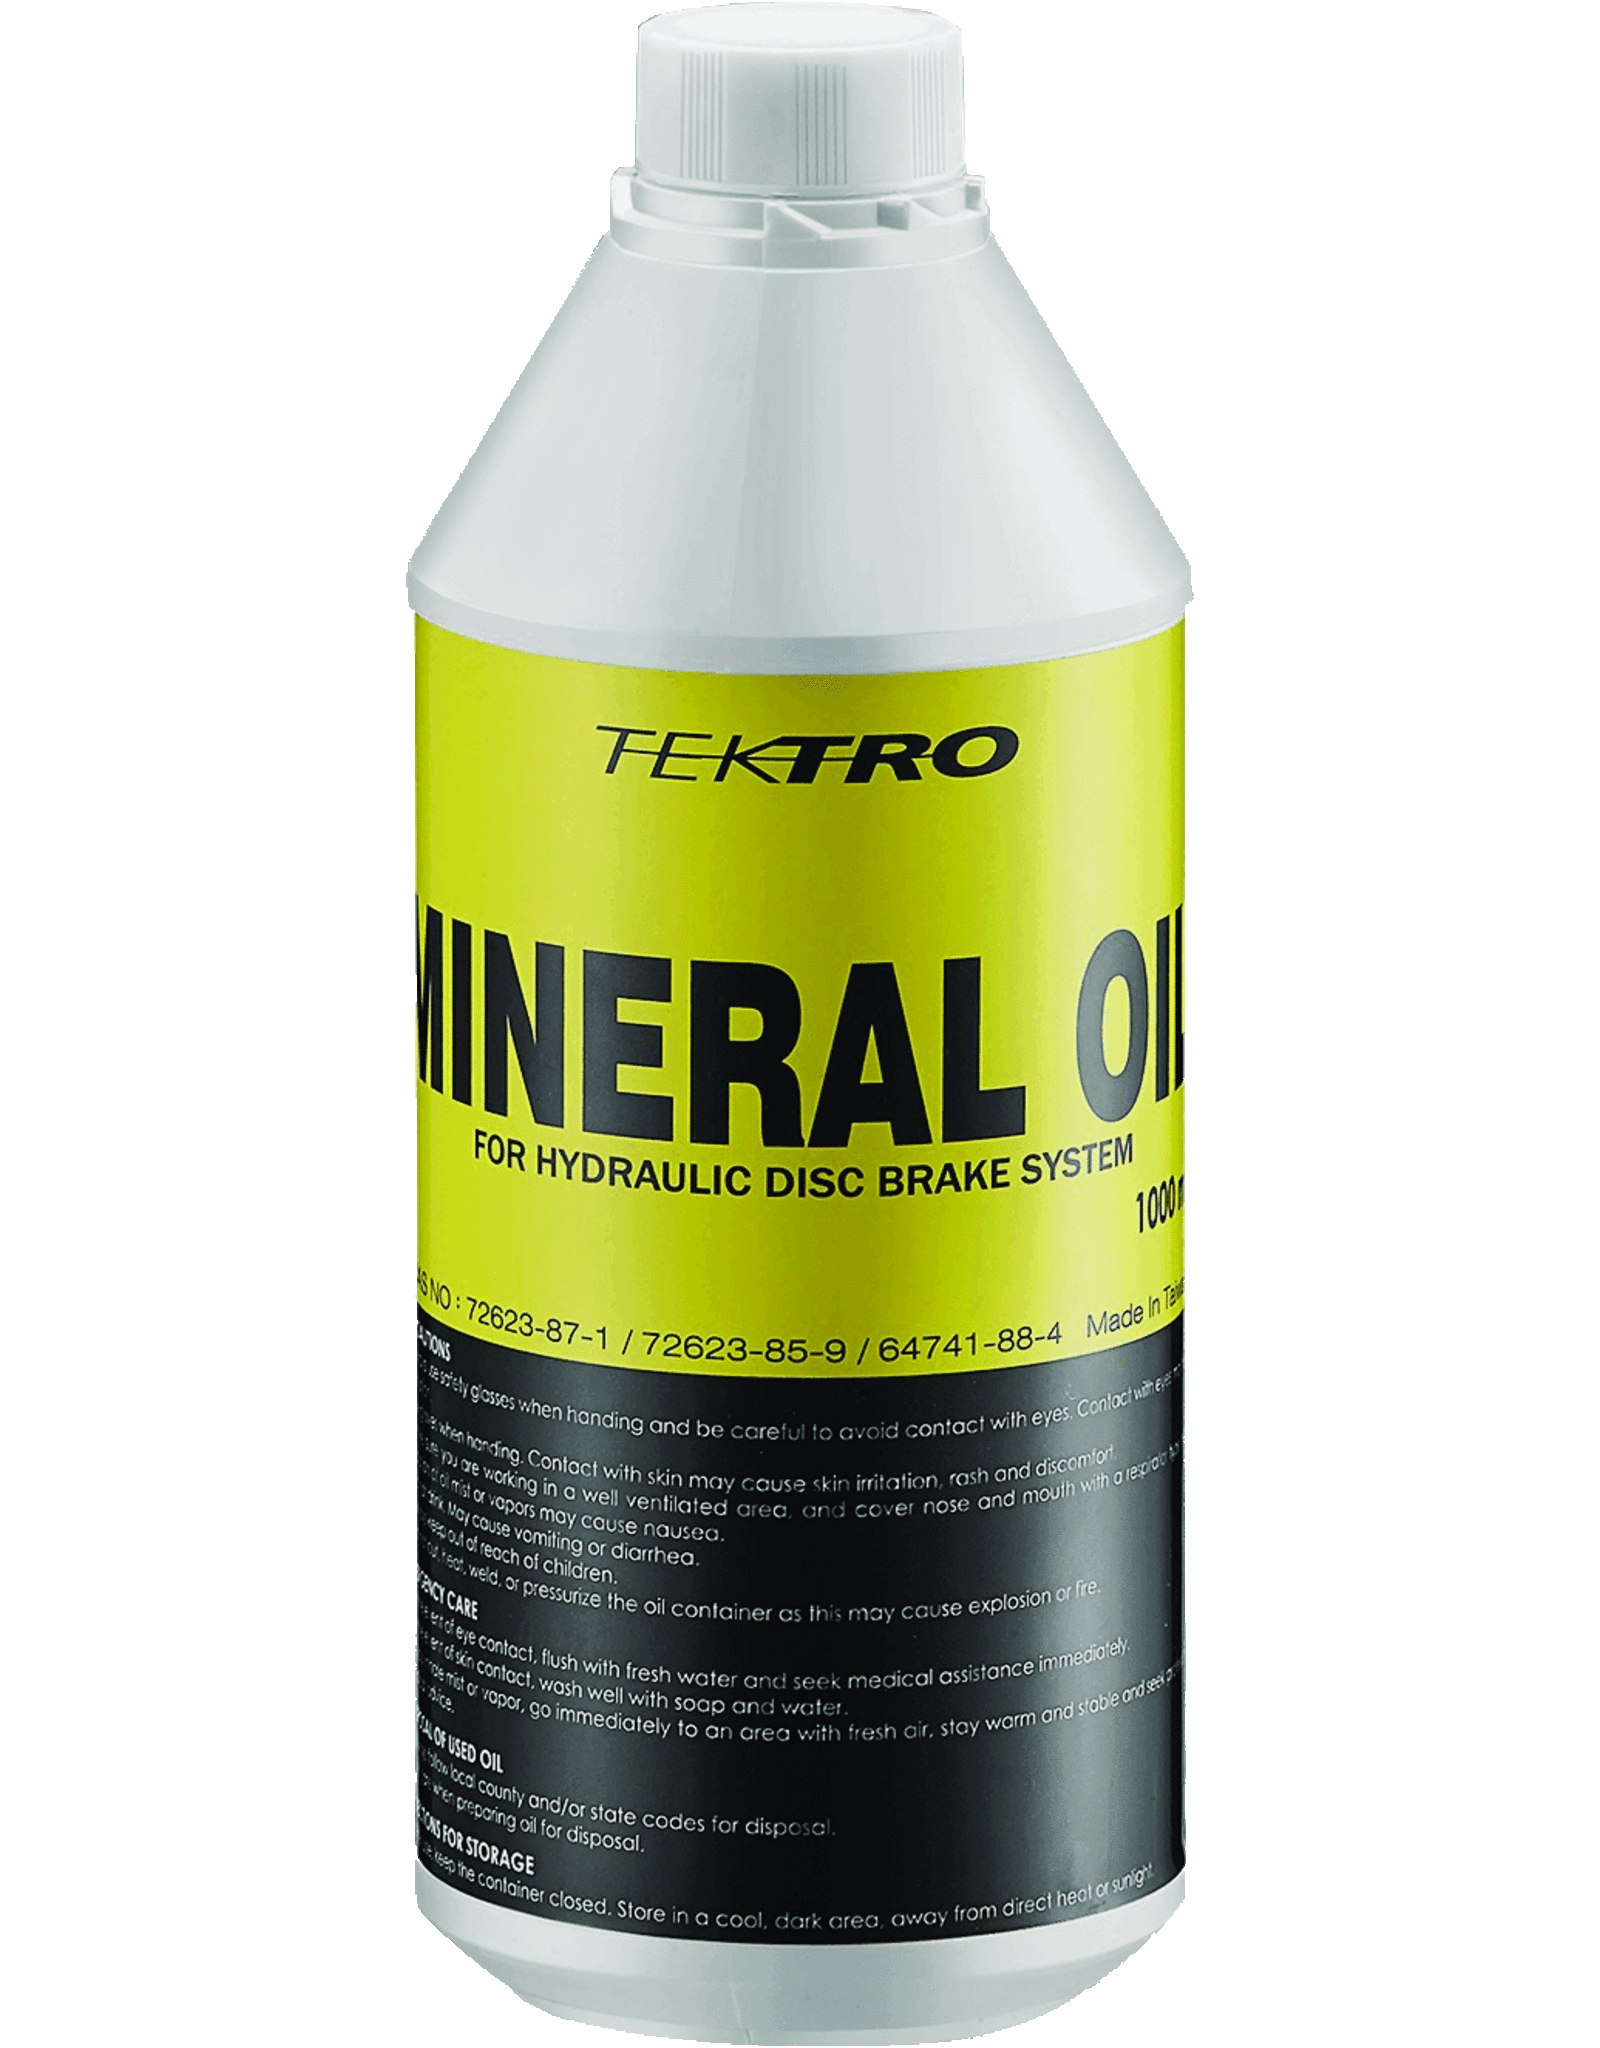 TEKTRO
MINERAL OIL
FOR HYDRAULIC DISC BRAKE SYSTEM
1000
NO : 72623-87-1 / 72623-85-9 / 64741-88-4 Made In
safety glasses when handing and be careful to avoid contact with eyes. Contact with eyes
when handing. Contact with skin may cause skin irritation, rash and discomfort.
you are working in a well ventilated area, and cover nose and mouth with a
oil mist or vapors may cause nausea.
drink. May cause vomiting or diarrhea.
keep out of reach of children.
heat, weld, or pressurize the oil container as this may cause explosion or fire.
CARE
of eye contact, flush with fresh water and seek medical assistance immediately.
of skin contact, wash well with soap and water.
mist or vapor, go immediately to an area with fresh air, stay warm and stable and seek
OF USED OIL
follow local county and/or state codes for disposal.
when preparing oil for disposal.
FOR STORAGE
keep the container closed. Store in a cool, dark area, away from direct heat or sunlight.